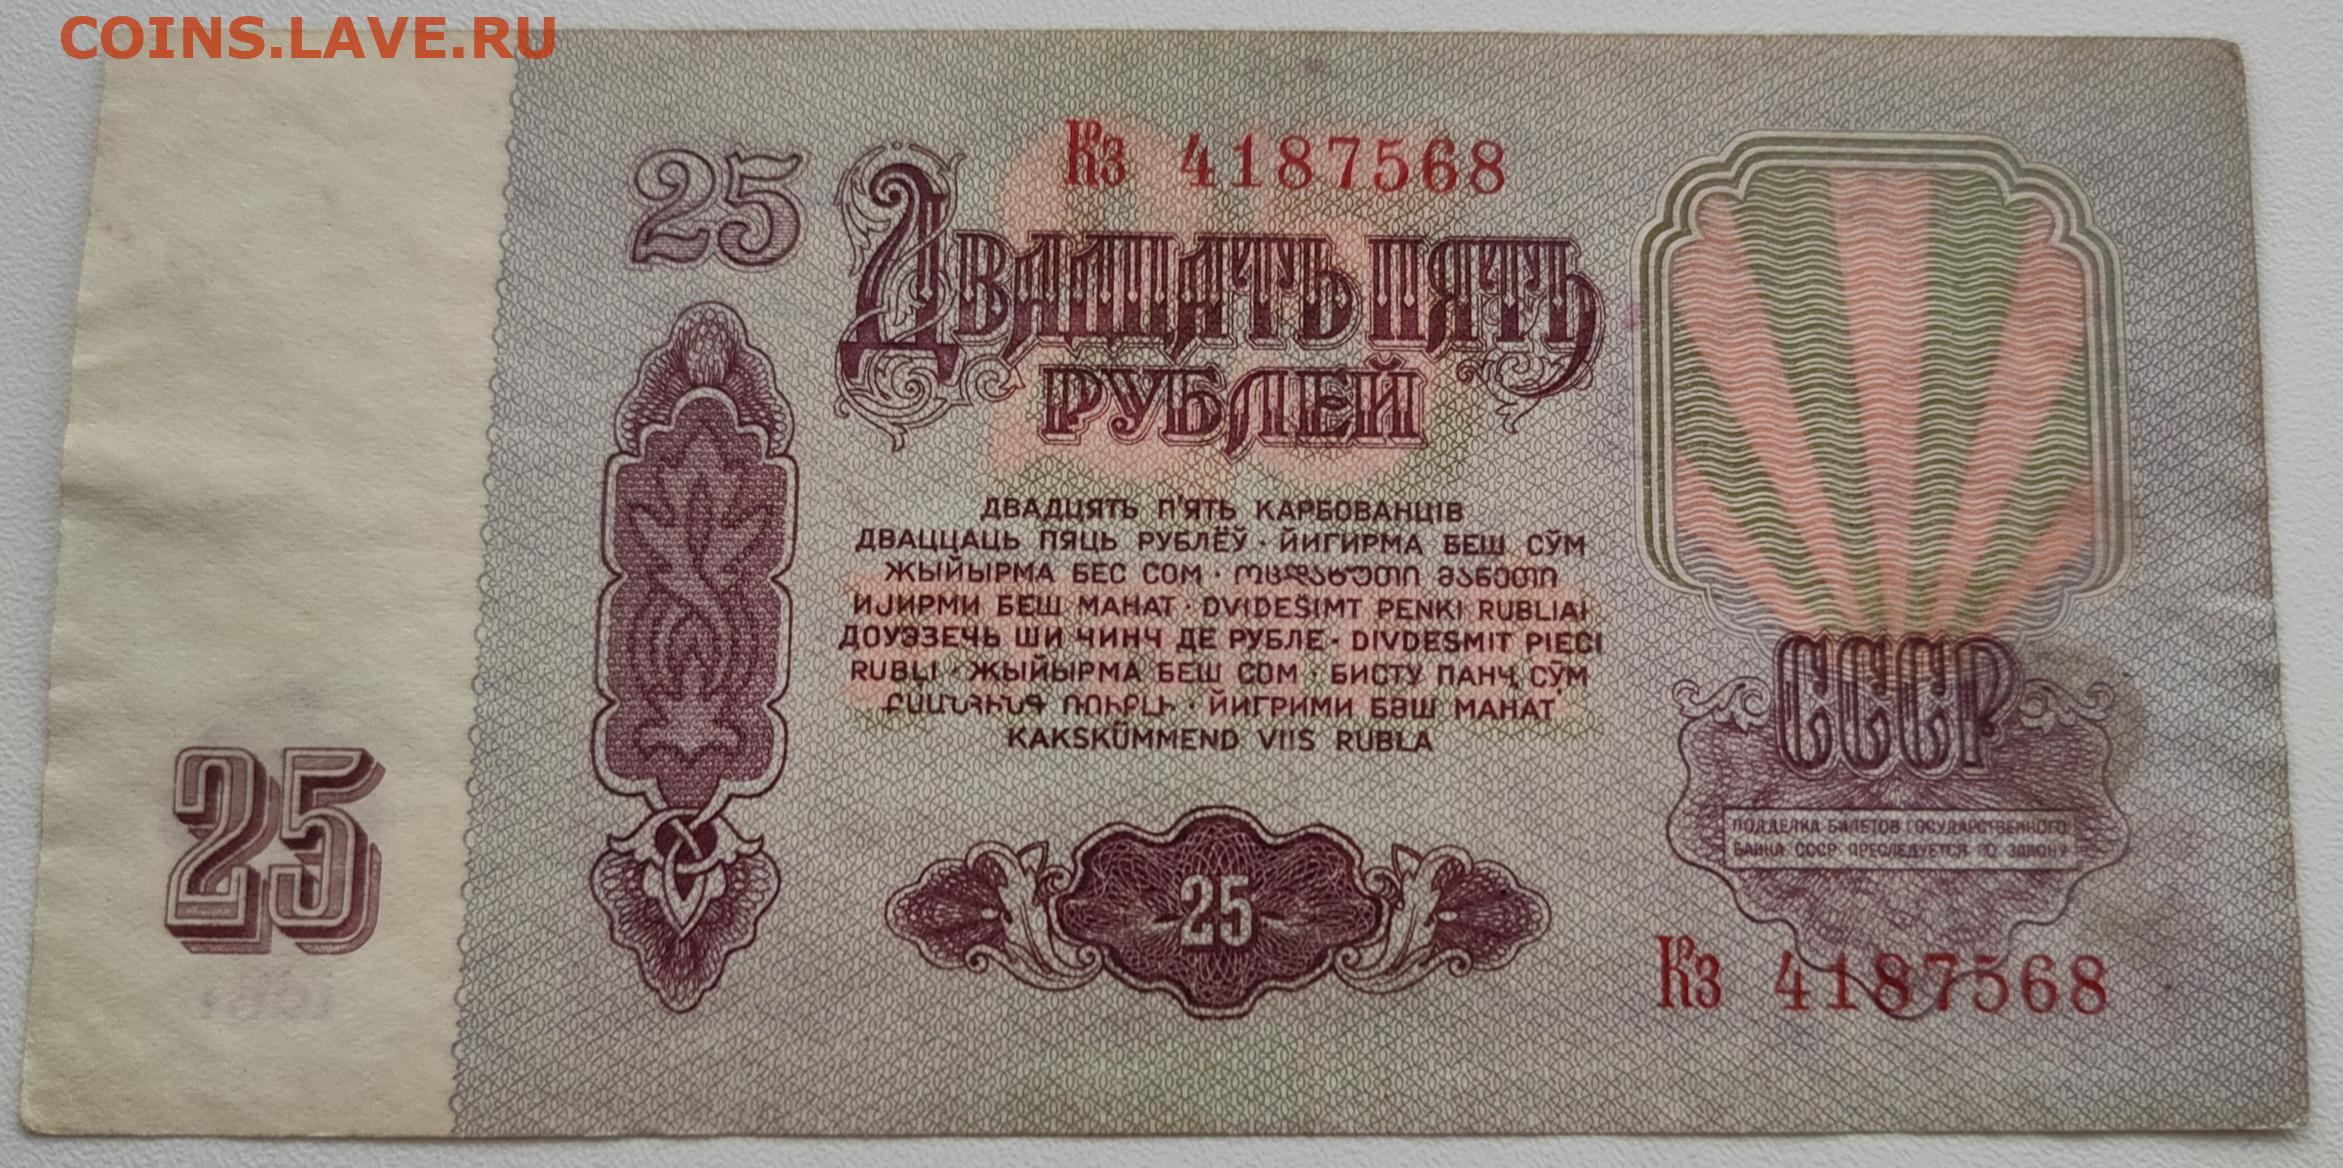 COINS.LAVE.RU
Кз 4187568
25
Двадцать пять
рублей
ДВАДЦЯТЬ П'ЯТЬ КАРБОВАНЦІВ
ДВАЦЦАЦЬ ПЯЦЬ РУБЛЁЎ · ЙИГИРМА БЕШ СЎМ
ЖЫЙЫРМА БЕС СОМ · ᲝᲪᲓᲐᲮᲣᲗᲘ ᲛᲐᲜᲔᲗᲘ
ИЈИРМИ БЕШ МАНАТ · DVIDEŠIMT PENKI RUBLIAI
ДОУЭЗЕЧЬ ШИ ЧИНЧ ДЕ РУБЛЕ · DIVDESMIT PIECI
RUBĻI · ЖЫЙЫРМА БЕШ СОМ · БИСТУ ПАНҶ СӮМ
ՔՍԱՆՀԻՆԳ ՌՈՒԲԼԻ · ЙИГРИМИ БӘШ МАНАТ
KAKSKÜMMEND VIIS RUBLA
СССР
ПОДДЕЛКА БИЛЕТОВ ГОСУДАРСТВЕННОГО
БАНКА СССР ПРЕСЛЕДУЕТСЯ ПО ЗАКОНУ
25
25
Кз 4187568